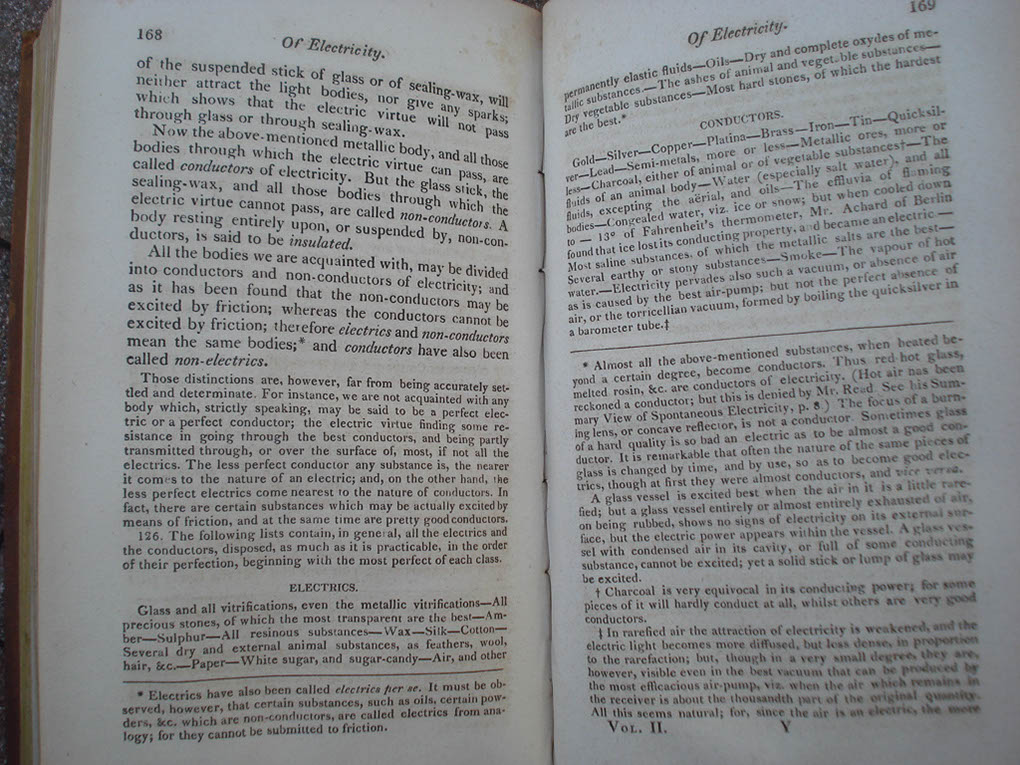 168
Of Electricity.
of the suspended stick of glass or of sealing-wax, will
neither attract the light bodies, nor give any sparks;
which shows that the electric virtue will not pass
through glass or through sealing-wax.
Now the above-mentioned metallic body, and all those
bodies through which the electric virtue can pass, are
called conductors of electricity. But the glass stick, the
sealing-wax, and all those bodies through which the
electric virtue cannot pass, are called non-conductors. A
body resting entirely upon, or suspended by, non-con-
ductors, is said to be insulated.
All the bodies we are acquainted with, may be divided
into conductors and non-conductors of electricity; and
as it has been found that the non-conductors may be
excited by friction; whereas the conductors cannot be
excited by friction; therefore electrics and non-conductors
mean the same bodies;* and conductors have also been
called non-electrics.
Those distinctions are, however, far from being accurately set-
tled and determinate. For instance, we are not acquainted with any
body which, strictly speaking, may be said to be a perfect elec-
tric or a perfect conductor; the electric virtue finding some re-
sistance in going through the best conductors, and being partly
transmitted through, or over the surface of, most, if not all the
electrics. The less perfect conductor any substance is, the nearer
it comes to the nature of an electric; and, on the other hand, the
less perfect electrics come nearest to the nature of conductors. In
fact, there are certain substances which may be actually excited by
means of friction, and at the same time are pretty good conductors.
126. The following lists contain, in general, all the electrics and
the conductors, disposed, as much as it is practicable, in the order
of their perfection, beginning with the most perfect of each class.
ELECTRICS.
Glass and all vitrifications, even the metallic vitrifications—All
precious stones, of which the most transparent are the best—Am-
ber—Sulphur—All resinous substances—Wax—Silk—Cotton—
Several dry and external animal substances, as feathers, wool,
hair, &c.—Paper—White sugar, and sugar-candy—Air, and other
* Electrics have also been called electrics per se. It must be ob-
served, however, that certain substances, such as oils, certain pow-
ders, &c. which are non-conductors, are called electrics from ana-
logy; for they cannot be submitted to friction.
169
Of Electricity.
permanently elastic fluids—Oils—Dry and complete oxydes of me-
tallic substances—The ashes of animal and vegetable substances—
Dry vegetable substances—Most hard stones, of which the hardest
are the best.*
CONDUCTORS.
Gold—Silver—Copper—Platina—Brass—Iron—Tin—Quicksil-
ver—Lead—Semi-metals, more or less—Metallic ores, more or
less—Charcoal, either of animal or of vegetable substances†—The
fluids of an animal body—Water (especially salt water), and all
fluids, excepting the aërial, and oils—The effluvia of flaming
bodies—Congealed water, viz. ice or snow; but when cooled down
to — 13° of Fahrenheit's thermometer, Mr. Achard of Berlin
found that ice lost its conducting property, and became an electric—
Most saline substances, of which the metallic salts are the best—
Several earthy or stony substances—Smoke—The vapour of hot
water.—Electricity pervades also such a vacuum, or absence of air
as is caused by the best air-pump; but not the perfect absence of
air, or the torricellian vacuum, formed by boiling the quicksilver in
a barometer tube.‡
* Almost all the above-mentioned substances, when heated be-
yond a certain degree, become conductors. Thus red-hot glass,
melted rosin, &c. are conductors of electricity. (Hot air has been
reckoned a conductor; but this is denied by Mr. Read. See his Sum-
mary View of Spontaneous Electricity, p. 8.) The focus of a burn-
ing lens, or concave reflector, is not a conductor. Sometimes glass
of a hard quality is so bad an electric as to be almost a good con-
ductor. It is remarkable that often the nature of the same pieces of
glass is changed by time, and by use, so as to become good elec-
trics, though at first they were almost conductors, and vice versa.
A glass vessel is excited best when the air in it is a little rare-
fied; but a glass vessel entirely or almost entirely exhausted of air,
on being rubbed, shows no signs of electricity on its external sur-
face, but the electric power appears within the vessel. A glass ves-
sel with condensed air in its cavity, or full of some conducting
substance, cannot be excited; yet a solid stick or lump of glass may
be excited.
† Charcoal is very equivocal in its conducting power; for some
pieces of it will hardly conduct at all, whilst others are very good
conductors.
‡ In rarefied air the attraction of electricity is weakened, and the
electric light becomes more diffused, but less dense, in proportion
to the rarefaction; but, though in a very small degree, they are,
however, visible even in the best vacuum that can be produced by
the most efficacious air-pump, viz. when the air which remains in
the receiver is about the thousandth part of the original quantity.
All this seems natural; for, since the air is an electric, the more
VOL. II. Y